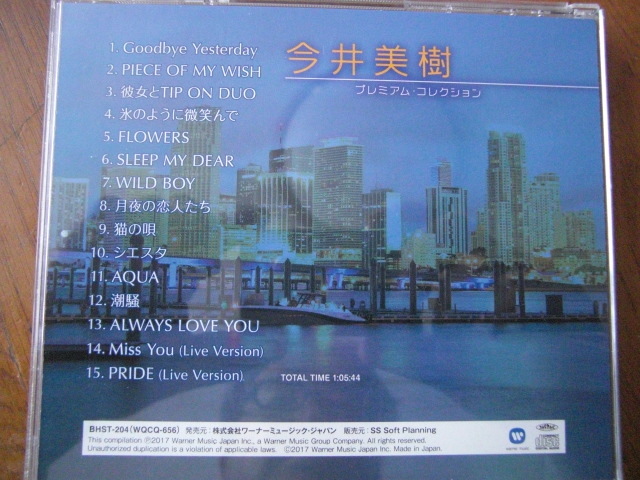 今井美樹
プレミアム・コレクション
1. Goodbye Yesterday
2. PIECE OF MY WISH
3. 彼女とTIP ON DUO
4. 氷のように微笑んで
5. FLOWERS
6. SLEEP MY DEAR
7. WILD BOY
8. 月夜の恋人たち
9. 猫の唄
10. シエスタ
11. AQUA
12. 潮騒
13. ALWAYS LOVE YOU
14. Miss You (Live Version)
15. PRIDE (Live Version)
TOTAL TIME 1:05:44
BHST-204 (WQCQ-656) 発売元：株式会社ワーナーミュージック・ジャパン 販売元：SS Soft Planning
This compilation Ⓟ2017 Warner Music Japan Inc., a Warner Music Group Company. All rights reserved.
Unauthorized duplication is a violation of applicable laws. Ⓒ2017 Warner Music Japan Inc. Made in Japan.